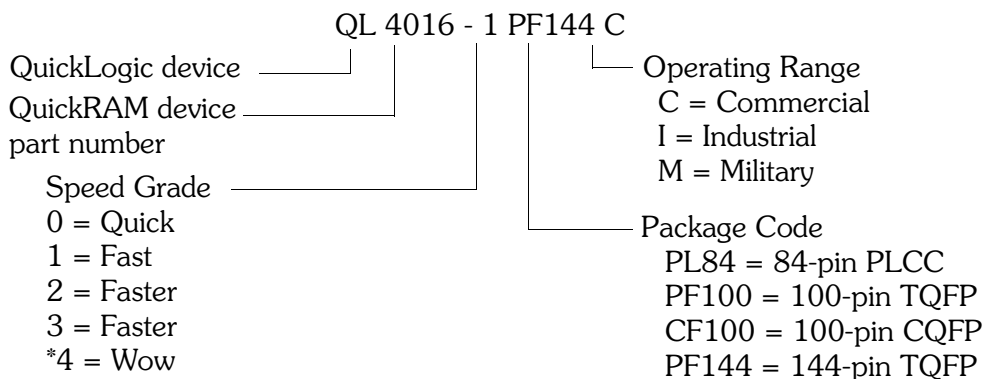 QL 4016 - 1 PF144 C
QuickLogic device
QuickRAM device
part number
Speed Grade
0 = Quick
1 = Fast
2 = Faster
3 = Faster
*4 = Wow
Operating Range
C = Commercial
I = Industrial
M = Military
Package Code
PL84 = 84-pin PLCC
PF100 = 100-pin TQFP
CF100 = 100-pin CQFP
PF144 = 144-pin TQFP